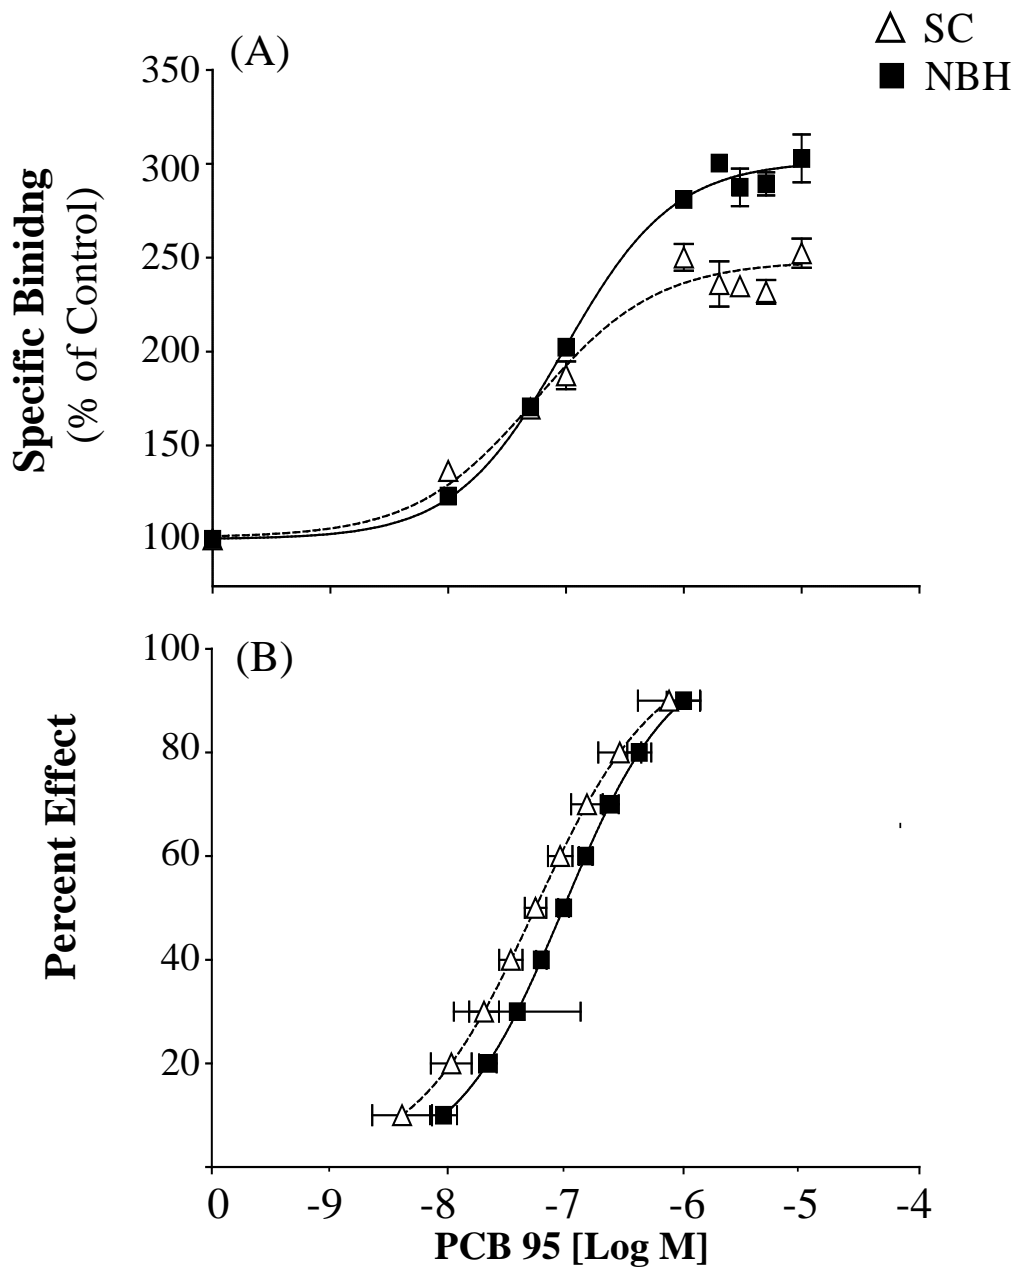 (A)
SC
NBH
350
300
250
200
150
100
Specific Binidng
(% of Control)
(B)
100
80
60
40
20
Percent Effect
0 -9 -8 -7 -6 -5 -4
PCB 95 [Log M]